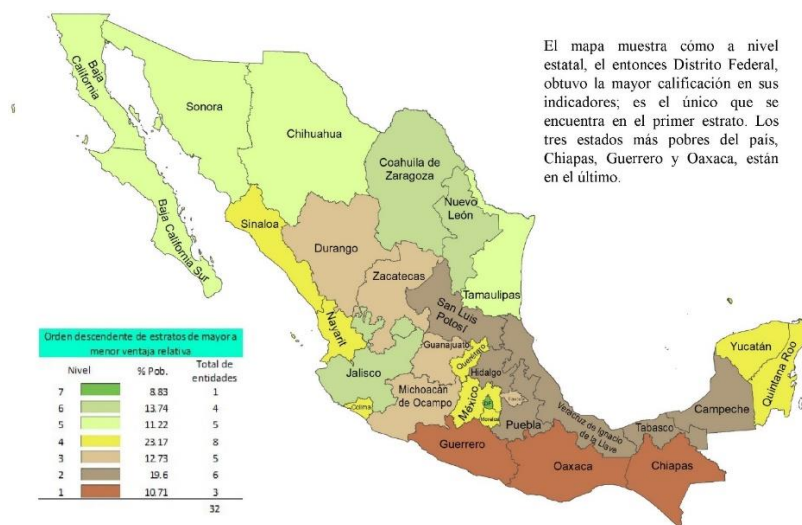 El mapa muestra cómo a nivel
estatal, el entonces Distrito Federal,
obtuvo la mayor calificación en sus
indicadores; es el único que se
encuentra en el primer estrato. Los
tres estados más pobres del país,
Chiapas, Guerrero y Oaxaca, están
en el último.
Baja California
Sonora
Chihuahua
Coahuila de Zaragoza
Nuevo León
Baja California Sur
Sinaloa
Durango
Zacatecas
Tamaulipas
San Luis Potosí
Nayarit
Guanajuato
Querétaro
Hidalgo
Yucatán
Quintana Roo
Jalisco
Michoacán de Ocampo
México
Colima
Morelos
Puebla
Veracruz de Ignacio de la Llave
Tabasco
Campeche
Guerrero
Oaxaca
Chiapas
Orden descendente de estratos de mayor a
menor ventaja relativa
Nivel % Pob. Total de entidades
7 8.83 1
6 13.74 4
5 11.22 5
4 23.17 8
3 12.73 5
2 19.6 6
1 10.71 3
32